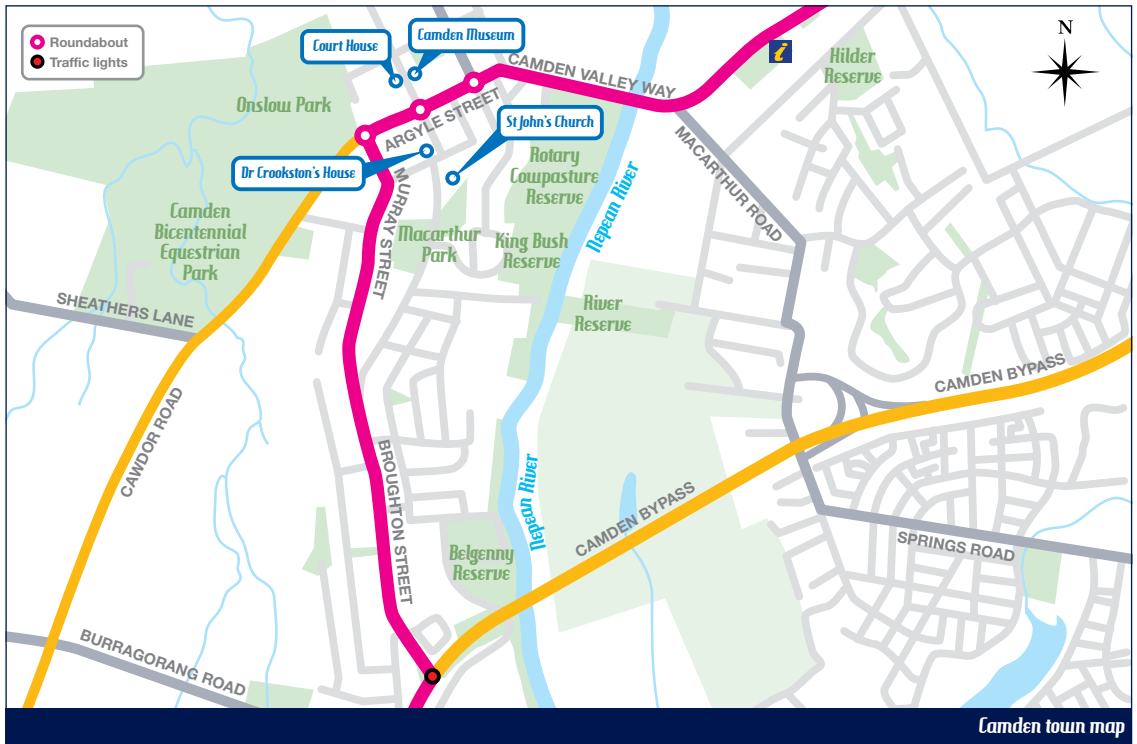 Roundabout
Traffic lights
Court House
Camden Museum
N
i
Hilder
Reserve
CAMDEN VALLEY WAY
Onslow Park
ARGYLE STREET
St John's Church
MACARTHUR ROAD
Dr Crookston's House
Rotary
Cowpasture
Reserve
Nepean River
MURRAY STREET
Camden
Bicentennial
Equestrian
Park
Macarthur
Park
King Bush
Reserve
SHEATHERS LANE
River
Reserve
CAMDEN BYPASS
CAWDOR ROAD
BROUGHTON STREET
Nepean River
CAMDEN BYPASS
SPRINGS ROAD
Belgenny
Reserve
BURRAGORANG ROAD
Camden town map